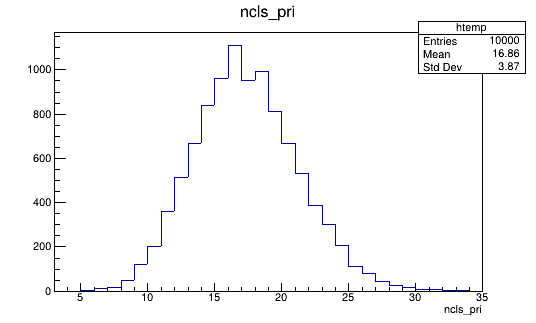 ncls_pri
htemp
Entries 10000
Mean 16.86
Std Dev 3.87
1000
800
600
400
200
0
5 10 15 20 25 30 35
ncls_pri